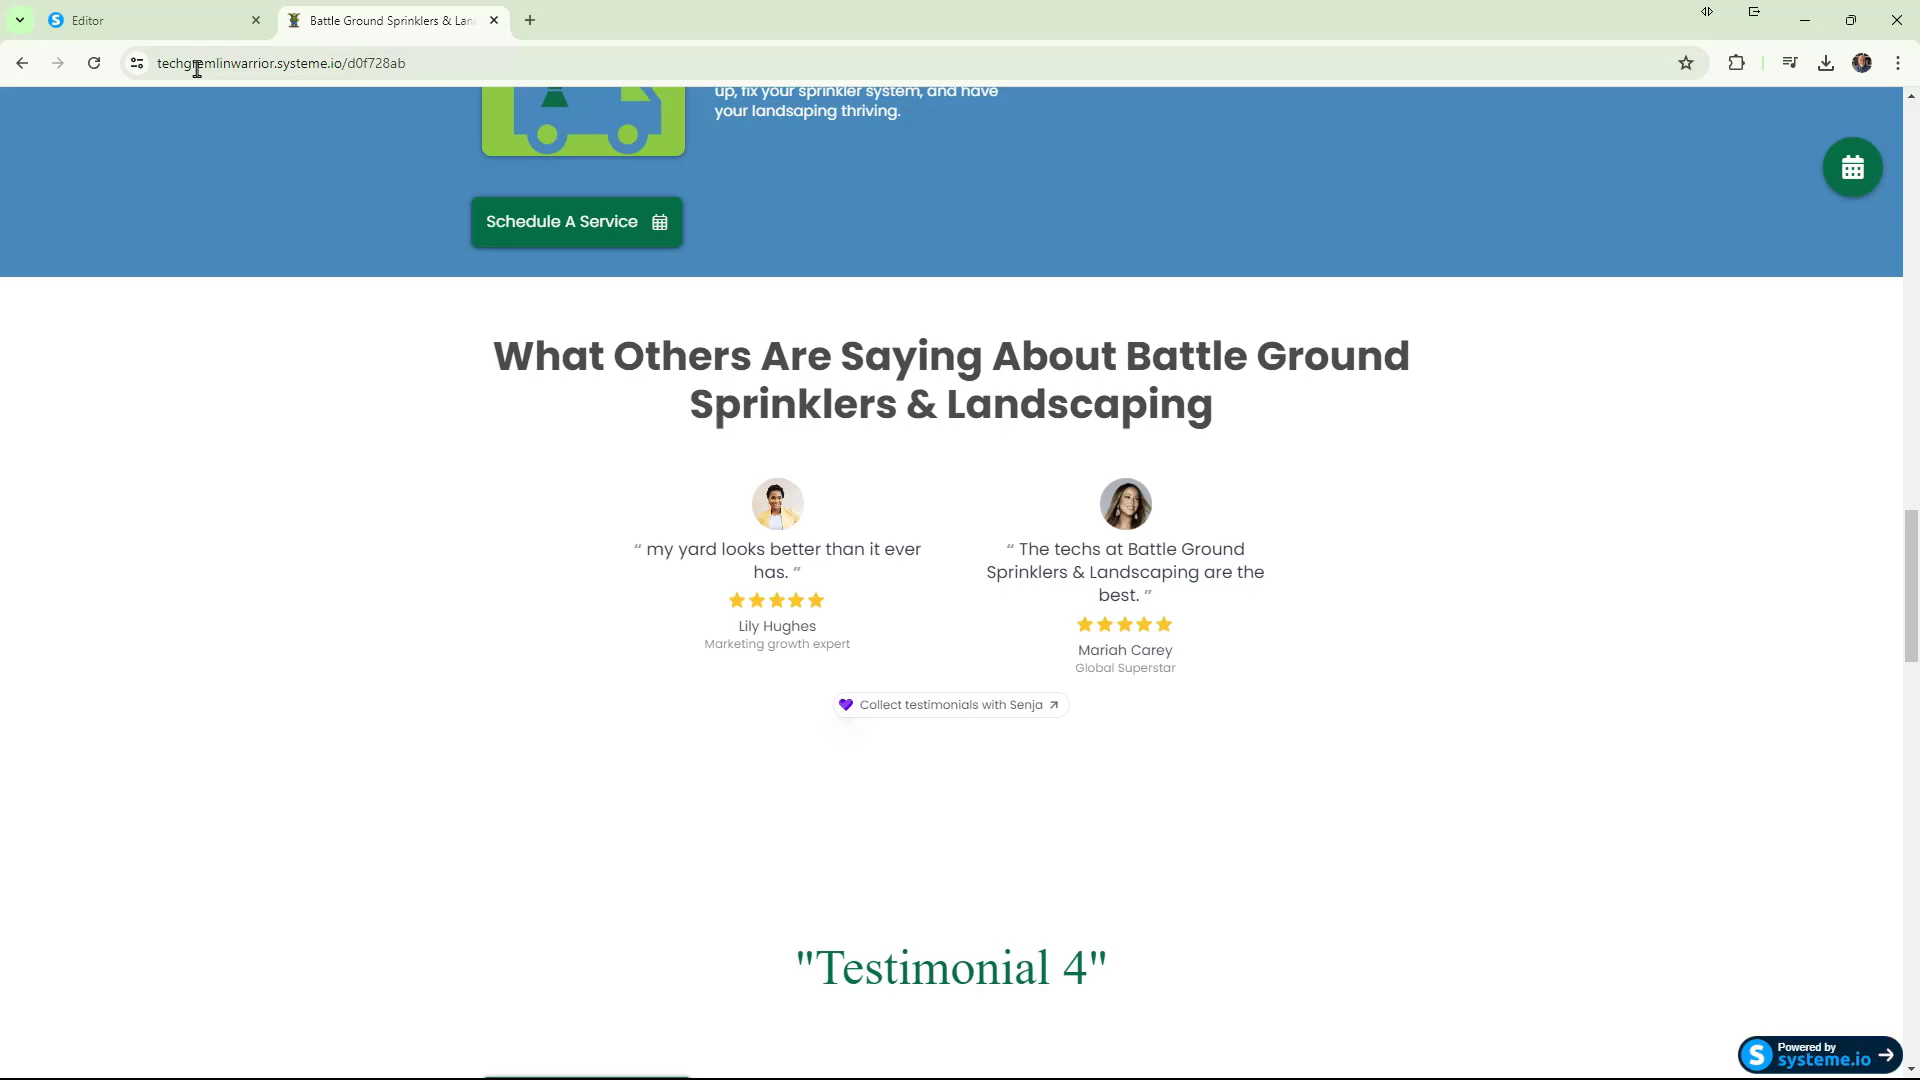 Editor
Battle Ground Sprinklers & Lan
techgremlinwarrior.systeme.io/d0f728ab
up, fix your sprinkler system, and have
your landsaping thriving.
Schedule A Service
What Others Are Saying About Battle Ground
Sprinklers & Landscaping
“ my yard looks better than it ever
has. ”
Lily Hughes
Marketing growth expert
“ The techs at Battle Ground
Sprinklers & Landscaping are the
best. ”
Mariah Carey
Global Superstar
Collect testimonials with Senja
"Testimonial 4"
Powered by
systeme.io